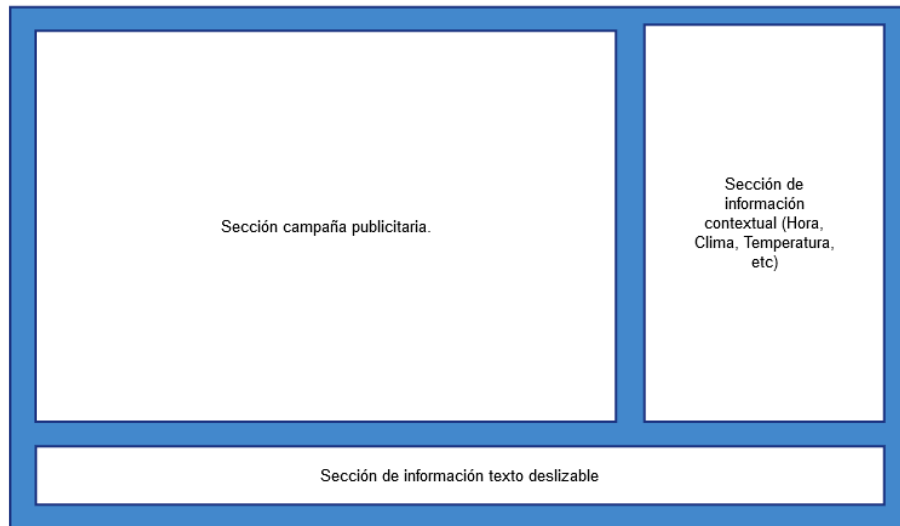 Sección campaña publicitaria.
Sección de
información
contextual (Hora,
Clima, Temperatura,
etc)
Sección de información texto deslizable